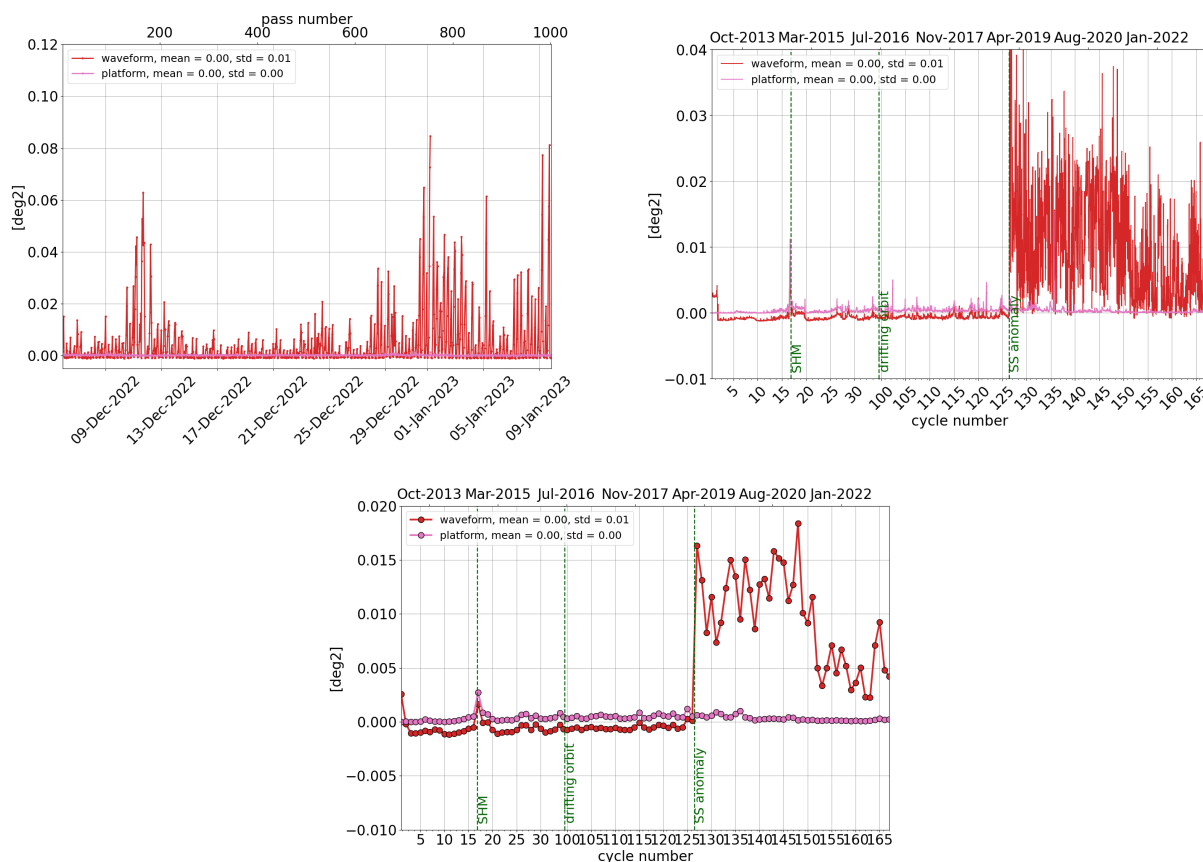 pass number
200 400 600 800 1000
0.12
0.10
0.08
0.06
0.04
0.02
0.00
[deg2]
waveform, mean = 0.00, std = 0.01
platform, mean = 0.00, std = 0.00
09-Dec-2022 13-Dec-2022 17-Dec-2022 21-Dec-2022 25-Dec-2022 29-Dec-2022 01-Jan-2023 05-Jan-2023 09-Jan-2023
Oct-2013 Mar-2015 Jul-2016 Nov-2017 Apr-2019 Aug-2020 Jan-2022
0.04
0.03
0.02
0.01
0.00
−0.01
[deg2]
waveform, mean = 0.00, std = 0.01
platform, mean = 0.00, std = 0.00
SHM
drifting orbit
SS anomaly
5 10 15 20 25 30 35 100 105 110 115 120 125 130 135 140 145 150 155 160 165
cycle number
Oct-2013 Mar-2015 Jul-2016 Nov-2017 Apr-2019 Aug-2020 Jan-2022
0.020
0.015
0.010
0.005
0.000
−0.005
−0.010
[deg2]
waveform, mean = 0.00, std = 0.01
platform, mean = 0.00, std = 0.00
SHM
drifting orbit
SS anomaly
5 10 15 20 25 30 35 100 105 110 115 120 125 130 135 140 145 150 155 160 165
cycle number